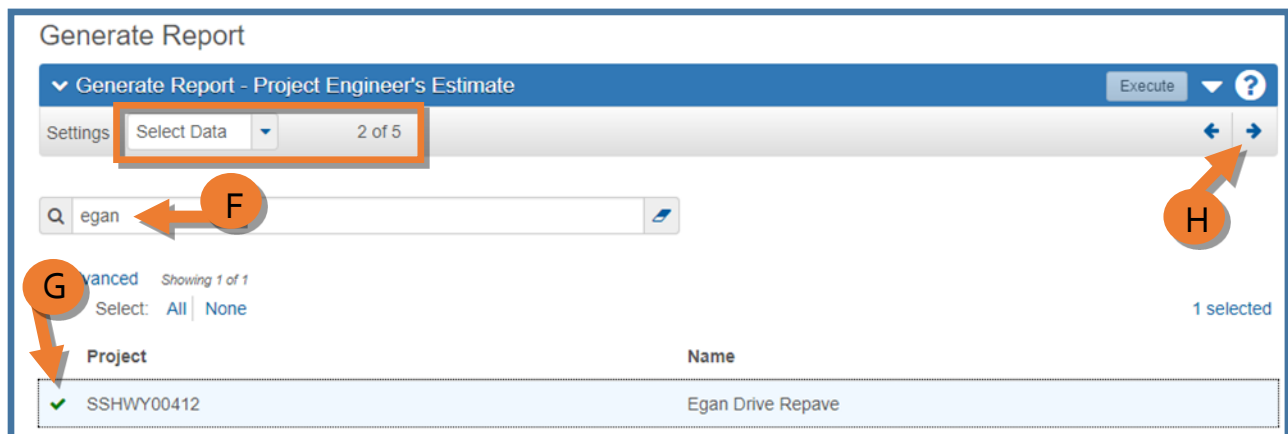 Generate Report
Generate Report - Project Engineer's Estimate Execute ?
Settings Select Data 2 of 5
egan F H
G vanced Showing 1 of 1
Select: All None 1 selected
Project Name
SSHWY00412 Egan Drive Repave